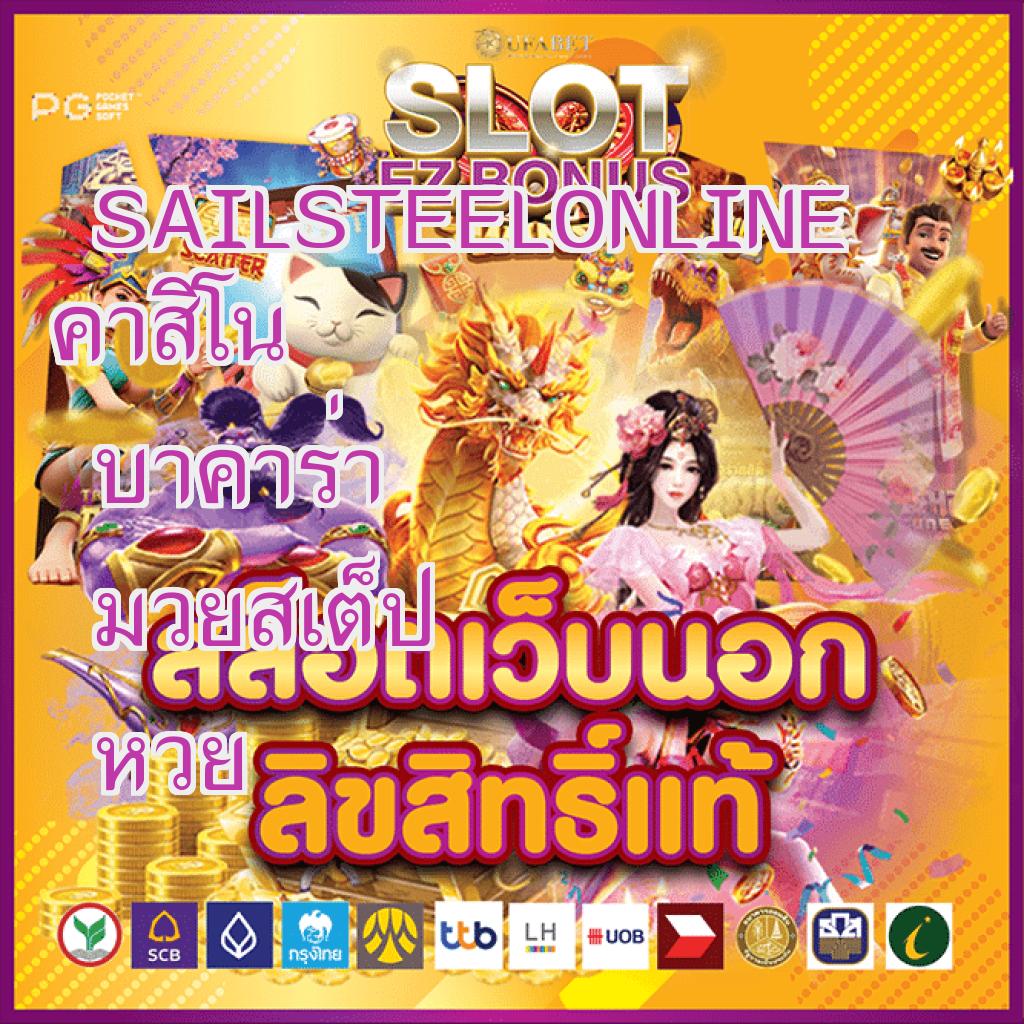 UFABET
SLOT
PG POCKET GAMES SOFT
EZ BONUS
SAILSTEELONLINE
SCATTER
คาสิโน
บาคาร่า
มวยสเต็ป
สล็อตเว็บนอก
หวย
ลิขสิทธิ์แท้
SCB
กรุงไทย
ttb
LH
UOB